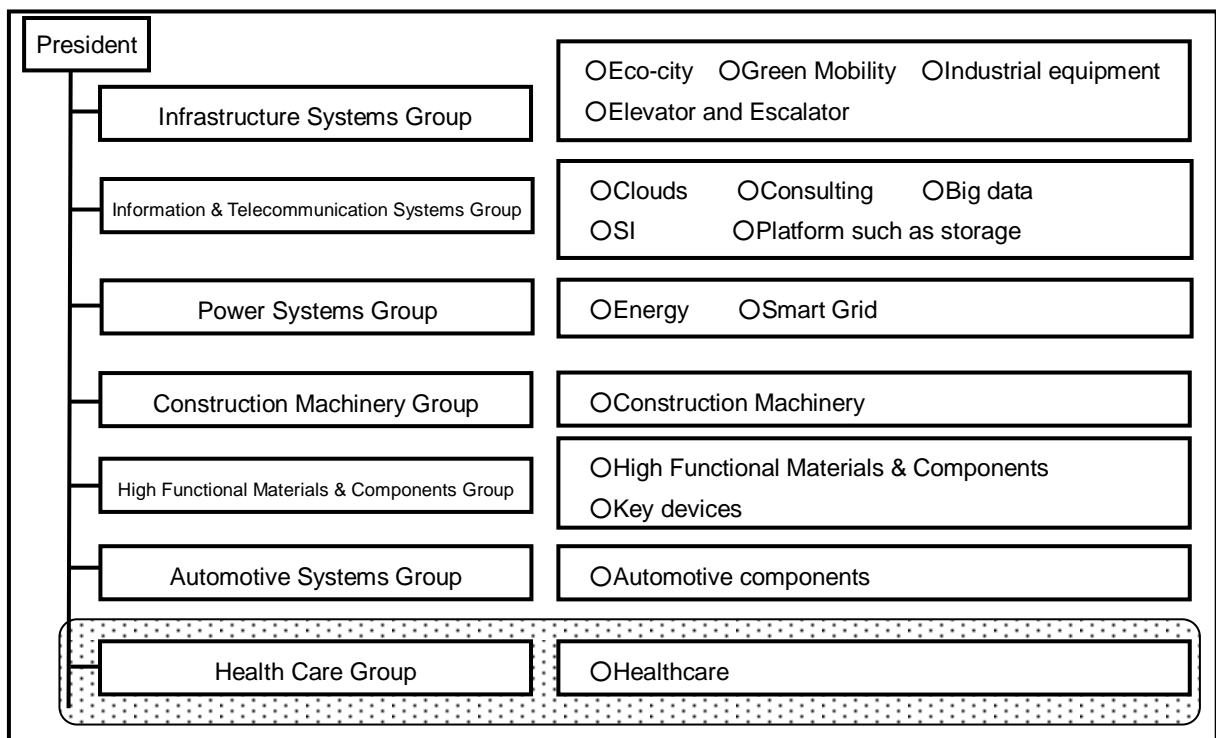 President
Infrastructure Systems Group
○Eco-city ○Green Mobility ○Industrial equipment
○Elevator and Escalator
Information & Telecommunication Systems Group
○Clouds ○Consulting ○Big data
○SI ○Platform such as storage
Power Systems Group
○Energy ○Smart Grid
Construction Machinery Group
○Construction Machinery
High Functional Materials & Components Group
○High Functional Materials & Components
○Key devices
Automotive Systems Group
○Automotive components
Health Care Group
○Healthcare